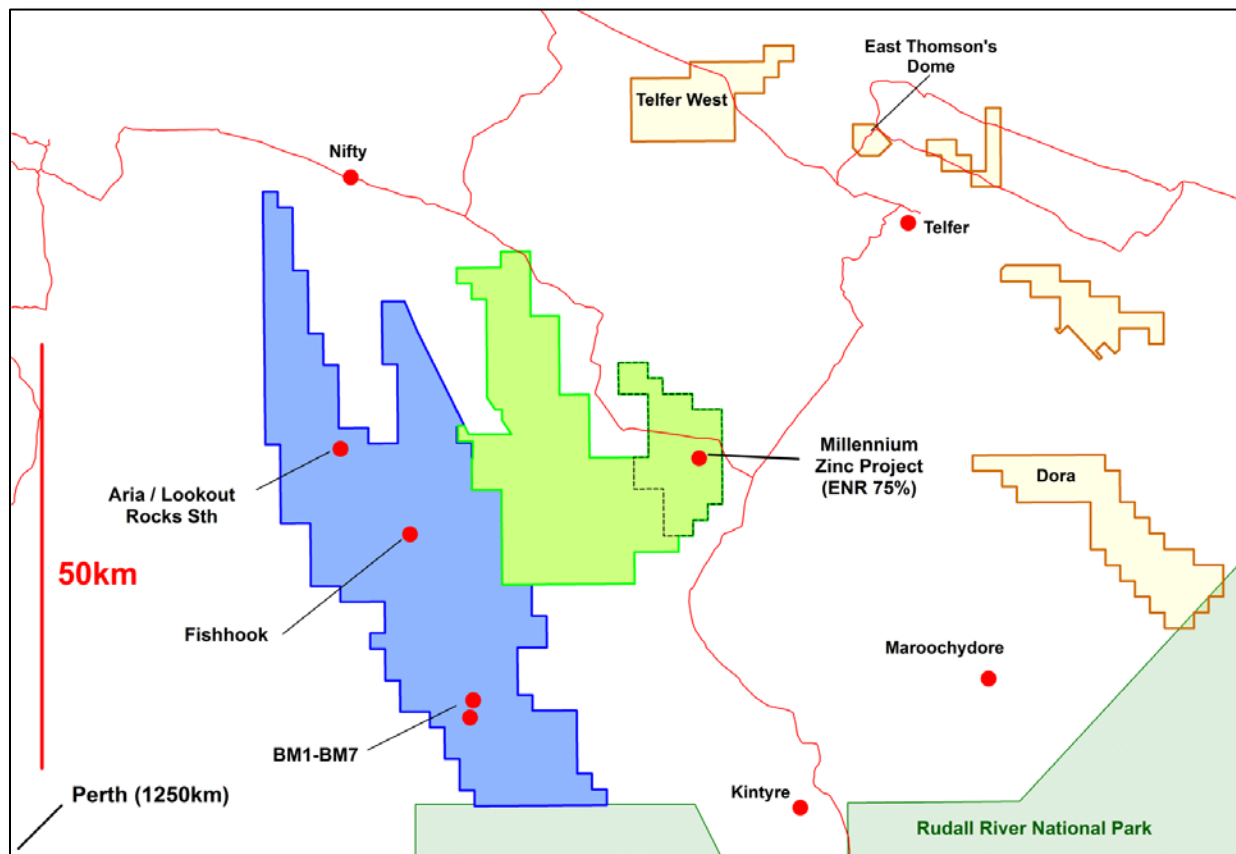 East Thomson's
Dome
Telfer West
Nifty
Telfer
Millennium
Zinc Project
(ENR 75%)
Dora
Aria / Lookout
Rocks Sth
50km
Fishhook
Maroochydore
BM1-BM7
Perth (1250km)
Kintyre
Rudall River National Park